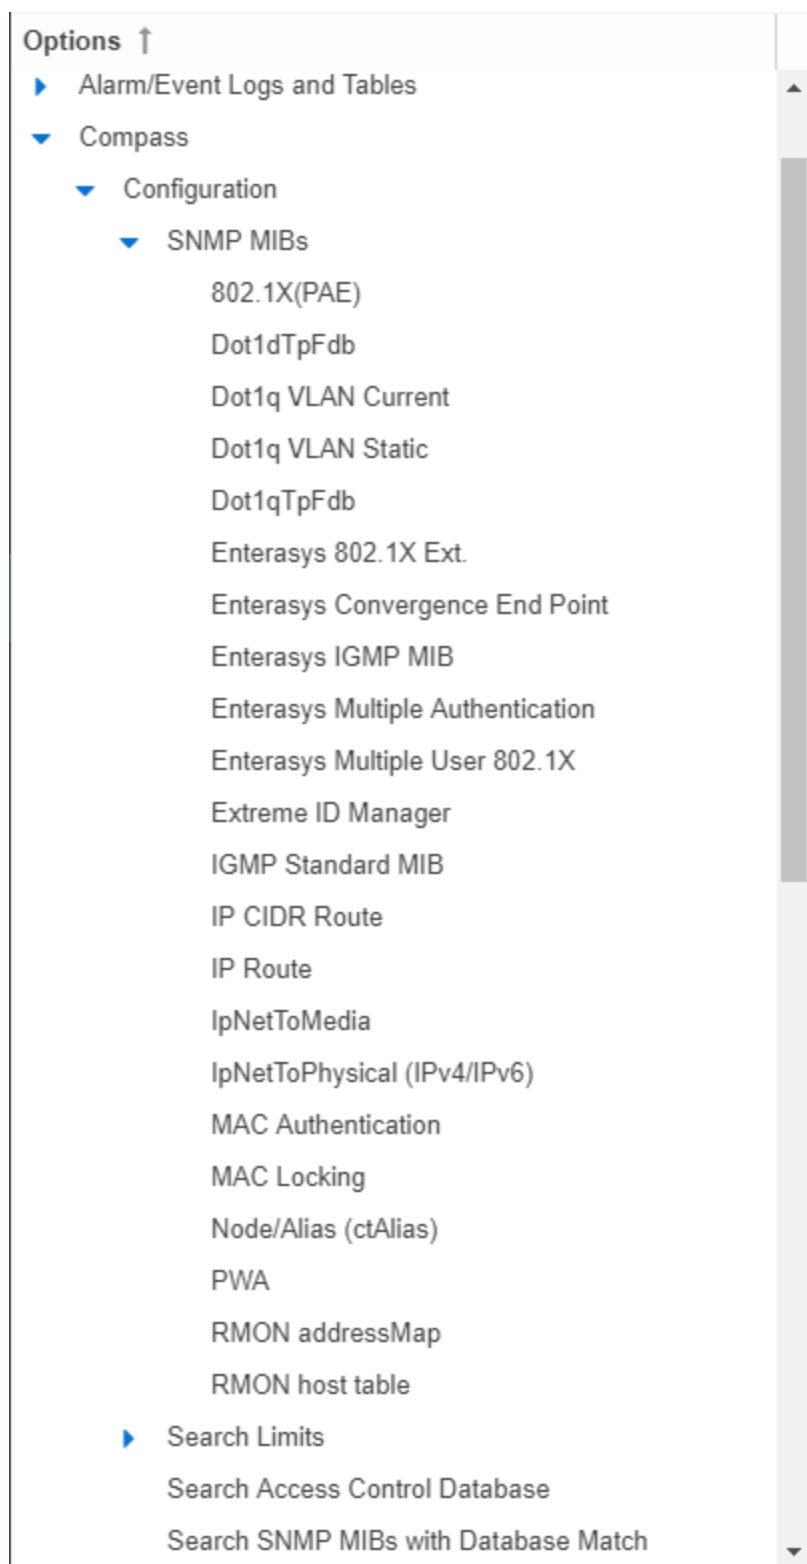 Options ↑
Alarm/Event Logs and Tables
Compass
Configuration
SNMP MIBs
802.1X(PAE)
Dot1dTpFdb
Dot1q VLAN Current
Dot1q VLAN Static
Dot1qTpFdb
Enterasys 802.1X Ext.
Enterasys Convergence End Point
Enterasys IGMP MIB
Enterasys Multiple Authentication
Enterasys Multiple User 802.1X
Extreme ID Manager
IGMP Standard MIB
IP CIDR Route
IP Route
IpNetToMedia
IpNetToPhysical (IPv4/IPv6)
MAC Authentication
MAC Locking
Node/Alias (ctAlias)
PWA
RMON addressMap
RMON host table
Search Limits
Search Access Control Database
Search SNMP MIBs with Database Match